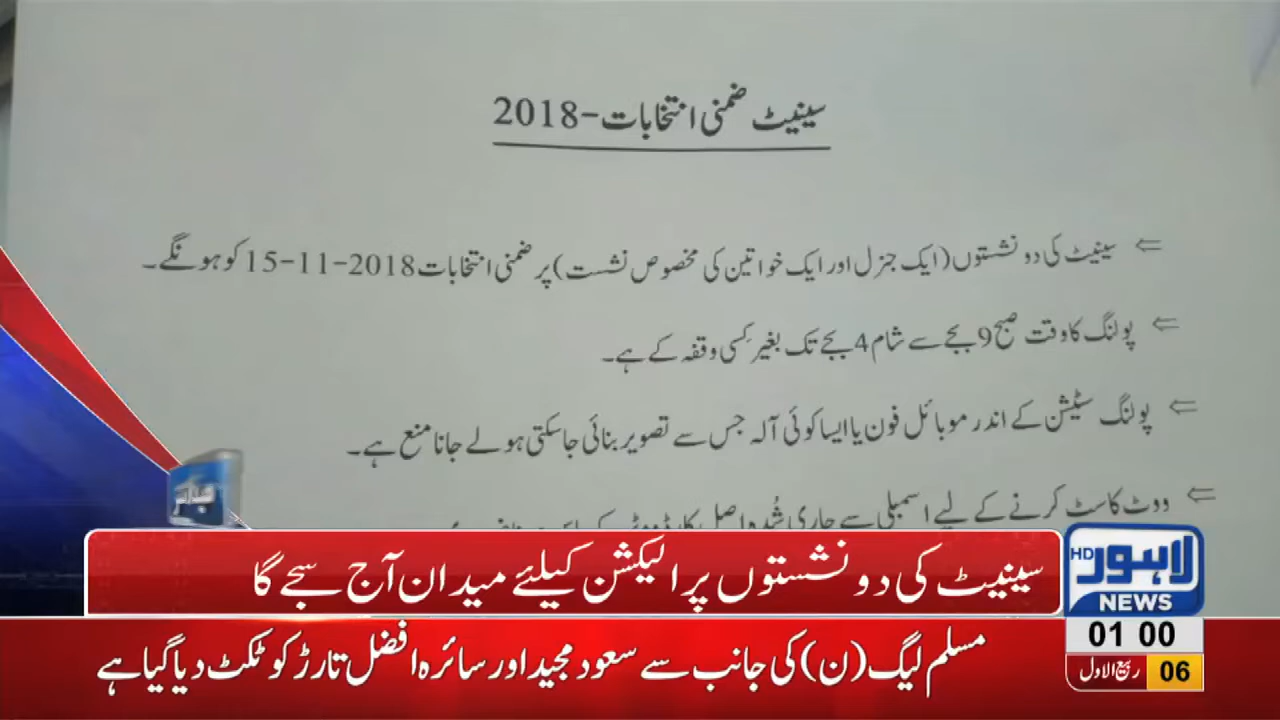 سینیٹ ضمنی انتخابات-2018
⇐ سینیٹ کی دو نشستوں (ایک جنرل اور ایک خواتین کی مخصوص نشست) پر ضمنی انتخابات 2018-11-15 کو ہونگے۔
⇐ پولنگ کا وقت صبح 9 بجے سے شام 4 بجے تک بغیر کِسی وقفہ کے ہے۔
⇐ پولنگ سٹیشن کے اندر موبائل فون یا ایسا کوئی آلہ جس سے تصویر بنائی جا سکتی ہو لے جانا منع ہے۔
⇐ ووٹ کاسٹ کرنے کے لیے اسمبلی سے جاری شُدہ اصل کارڈ
سینیٹ کی دو نشستوں پر الیکشن کیلئے میدان آج سجے گا
مسلم لیگ (ن) کی جانب سے سعود مجید اور سائرہ افضل تارڑ کو ٹکٹ دیا گیا ہے
لاہور HD
NEWS
01 00
06 ربیع الاول